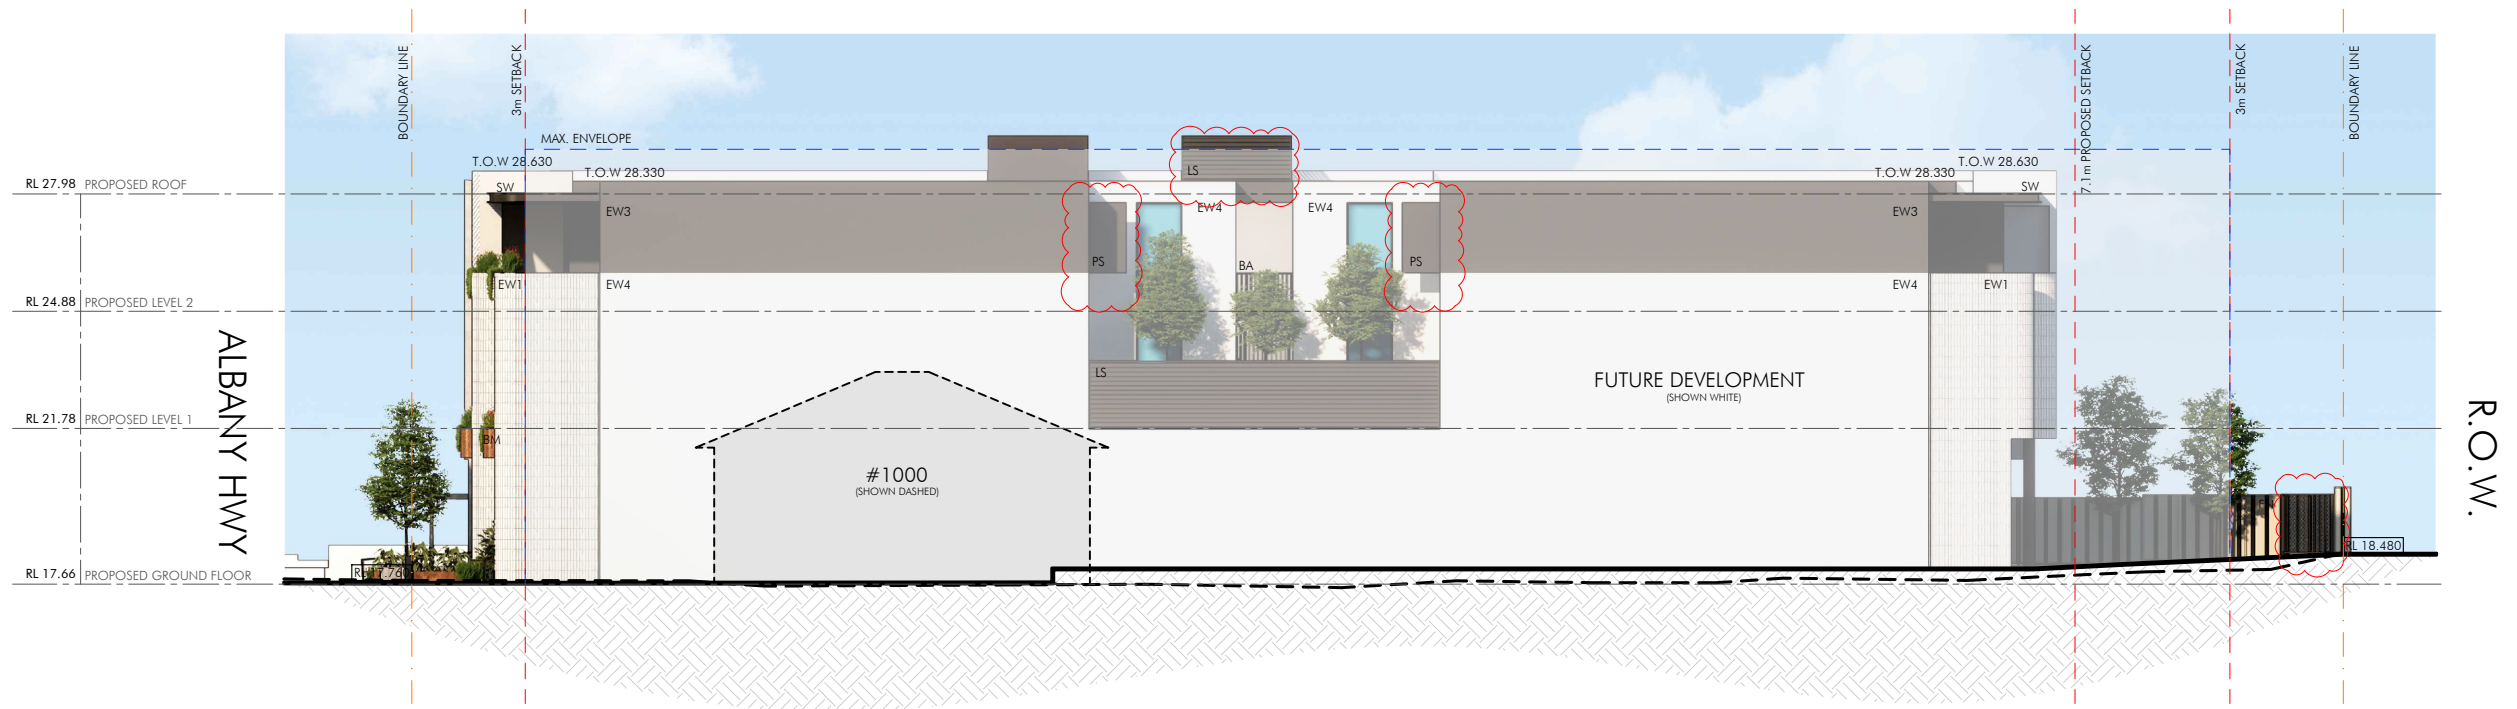 BOUNDARY LINE
3m SETBACK
MAX. ENVELOPE
7.1m PROPOSED SETBACK
3m SETBACK
BOUNDARY LINE
T.O.W 28.630
T.O.W 28.330
LS
T.O.W 28.630
T.O.W 28.330
RL 27.98 PROPOSED ROOF
SW
SW
EW3
EW4
EW4
EW3
PS
BA
PS
EW1
EW4
EW4
EW1
RL 24.88 PROPOSED LEVEL 2
ALBANY HWY
LS
FUTURE DEVELOPMENT
(SHOWN WHITE)
RL 21.78 PROPOSED LEVEL 1
BM
R.O.W.
#1000
(SHOWN DASHED)
RL 18.480
RL 17.760
RL 17.66 PROPOSED GROUND FLOOR